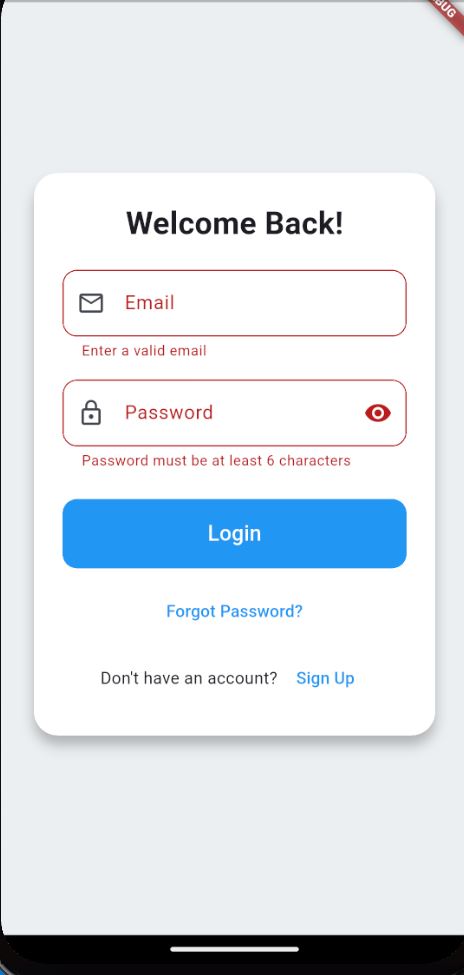 BUG
Welcome Back!
Email
Enter a valid email
Password
Password must be at least 6 characters
Login
Forgot Password?
Don't have an account? Sign Up